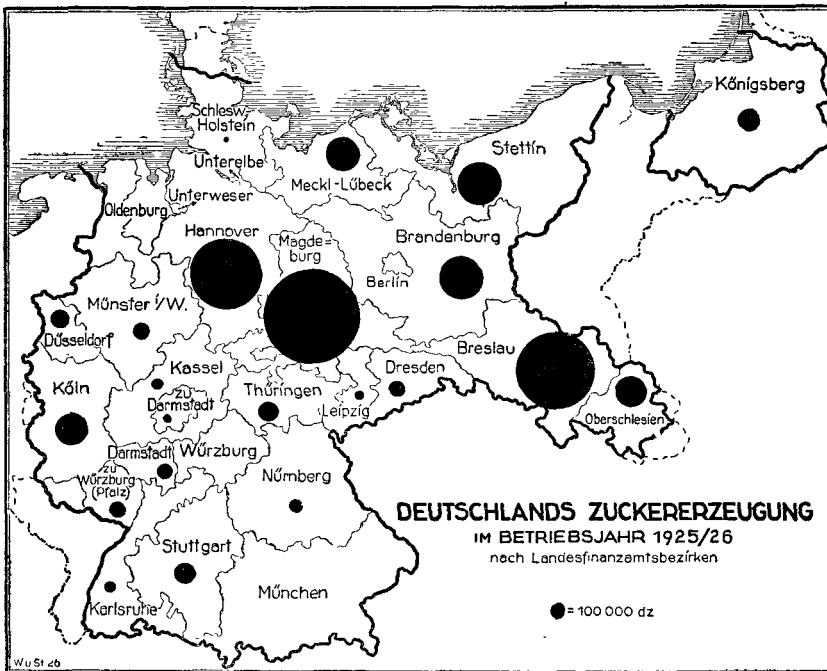 Königsberg
Schlesw.
Holstein
Stettin
Unterelbe
Meckl.-Lübeck
Unterweser
Oldenburg
Hannover
Magde=
burg
Brandenburg
Berlin
Münster i/W.
Düsseldorf
Breslau
Kassel
Dresden
Köln
zu
Darmstadt
Thüringen
Leipzig
Oberschlesien
Darmstadt
Würzburg
zu
Würzburg
(Pfalz)
Nürnberg
DEUTSCHLANDS ZUCKERERZEUGUNG
IM BETRIEBSJAHR 1925/26
nach Landesfinanzamtsbezirken
Stuttgart
Karlsruhe
München
= 100 000 dz
W u St 26